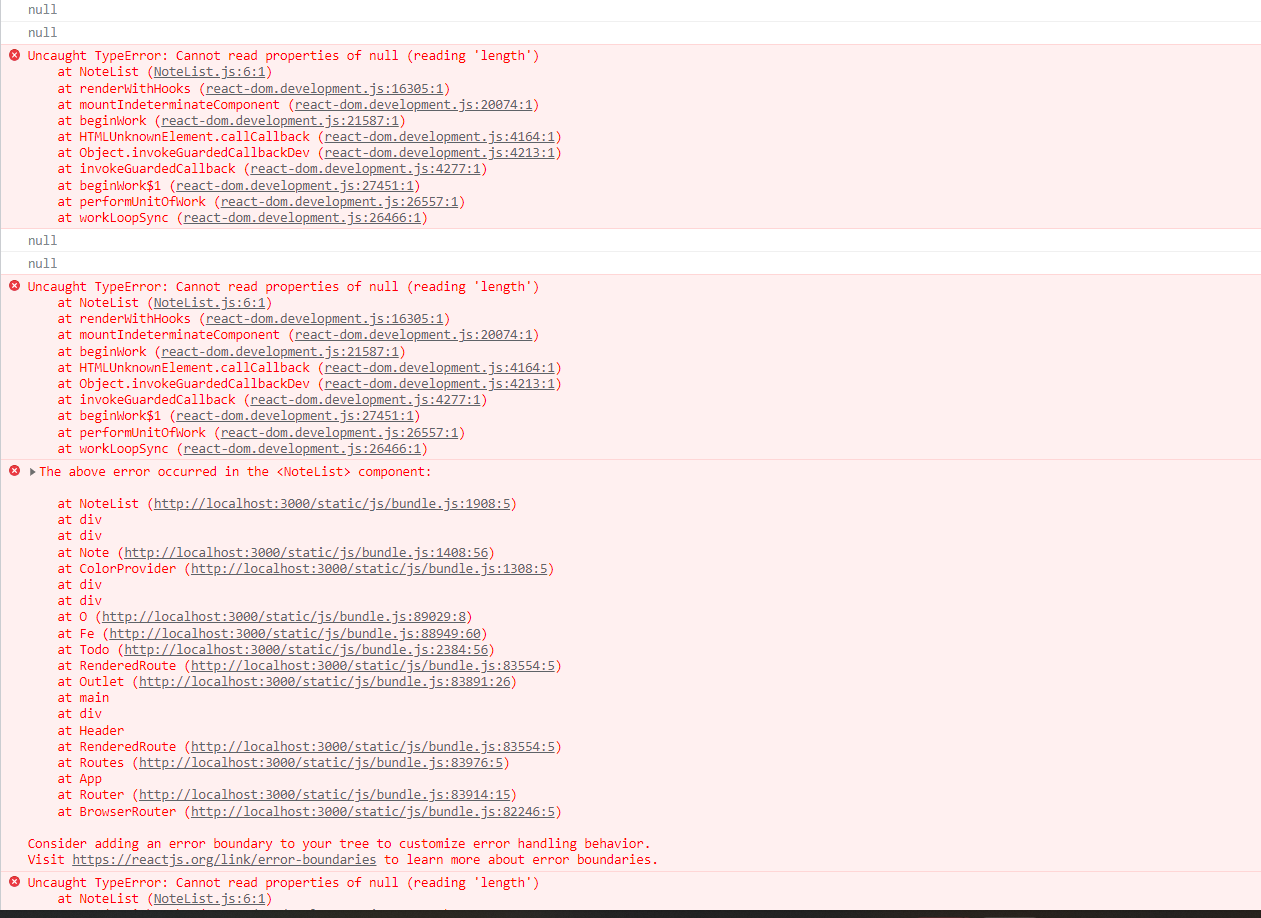 null
null
Uncaught TypeError: Cannot read properties of null (reading 'length')
at NoteList (NoteList.js:6:1)
at renderWithHooks (react-dom.development.js:16305:1)
at mountIndeterminateComponent (react-dom.development.js:20074:1)
at beginWork (react-dom.development.js:21587:1)
at HTMLUnknownElement.callCallback (react-dom.development.js:4164:1)
at Object.invokeGuardedCallbackDev (react-dom.development.js:4213:1)
at invokeGuardedCallback (react-dom.development.js:4277:1)
at beginWork$1 (react-dom.development.js:27451:1)
at performUnitOfWork (react-dom.development.js:26557:1)
at workLoopSync (react-dom.development.js:26466:1)
null
null
Uncaught TypeError: Cannot read properties of null (reading 'length')
at NoteList (NoteList.js:6:1)
at renderWithHooks (react-dom.development.js:16305:1)
at mountIndeterminateComponent (react-dom.development.js:20074:1)
at beginWork (react-dom.development.js:21587:1)
at HTMLUnknownElement.callCallback (react-dom.development.js:4164:1)
at Object.invokeGuardedCallbackDev (react-dom.development.js:4213:1)
at invokeGuardedCallback (react-dom.development.js:4277:1)
at beginWork$1 (react-dom.development.js:27451:1)
at performUnitOfWork (react-dom.development.js:26557:1)
at workLoopSync (react-dom.development.js:26466:1)
The above error occurred in the <NoteList> component:
at NoteList (http://localhost:3000/static/js/bundle.js:1908:5)
at div
at div
at Note (http://localhost:3000/static/js/bundle.js:1408:56)
at ColorProvider (http://localhost:3000/static/js/bundle.js:1308:5)
at div
at div
at O (http://localhost:3000/static/js/bundle.js:89029:8)
at Fe (http://localhost:3000/static/js/bundle.js:88949:60)
at Todo (http://localhost:3000/static/js/bundle.js:2384:56)
at RenderedRoute (http://localhost:3000/static/js/bundle.js:83554:5)
at Outlet (http://localhost:3000/static/js/bundle.js:83891:26)
at main
at div
at Header
at RenderedRoute (http://localhost:3000/static/js/bundle.js:83554:5)
at Routes (http://localhost:3000/static/js/bundle.js:83976:5)
at App
at Router (http://localhost:3000/static/js/bundle.js:83914:15)
at BrowserRouter (http://localhost:3000/static/js/bundle.js:82246:5)
Consider adding an error boundary to your tree to customize error handling behavior.
Visit https://reactjs.org/link/error-boundaries to learn more about error boundaries.
Uncaught TypeError: Cannot read properties of null (reading 'length')
at NoteList (NoteList.js:6:1)